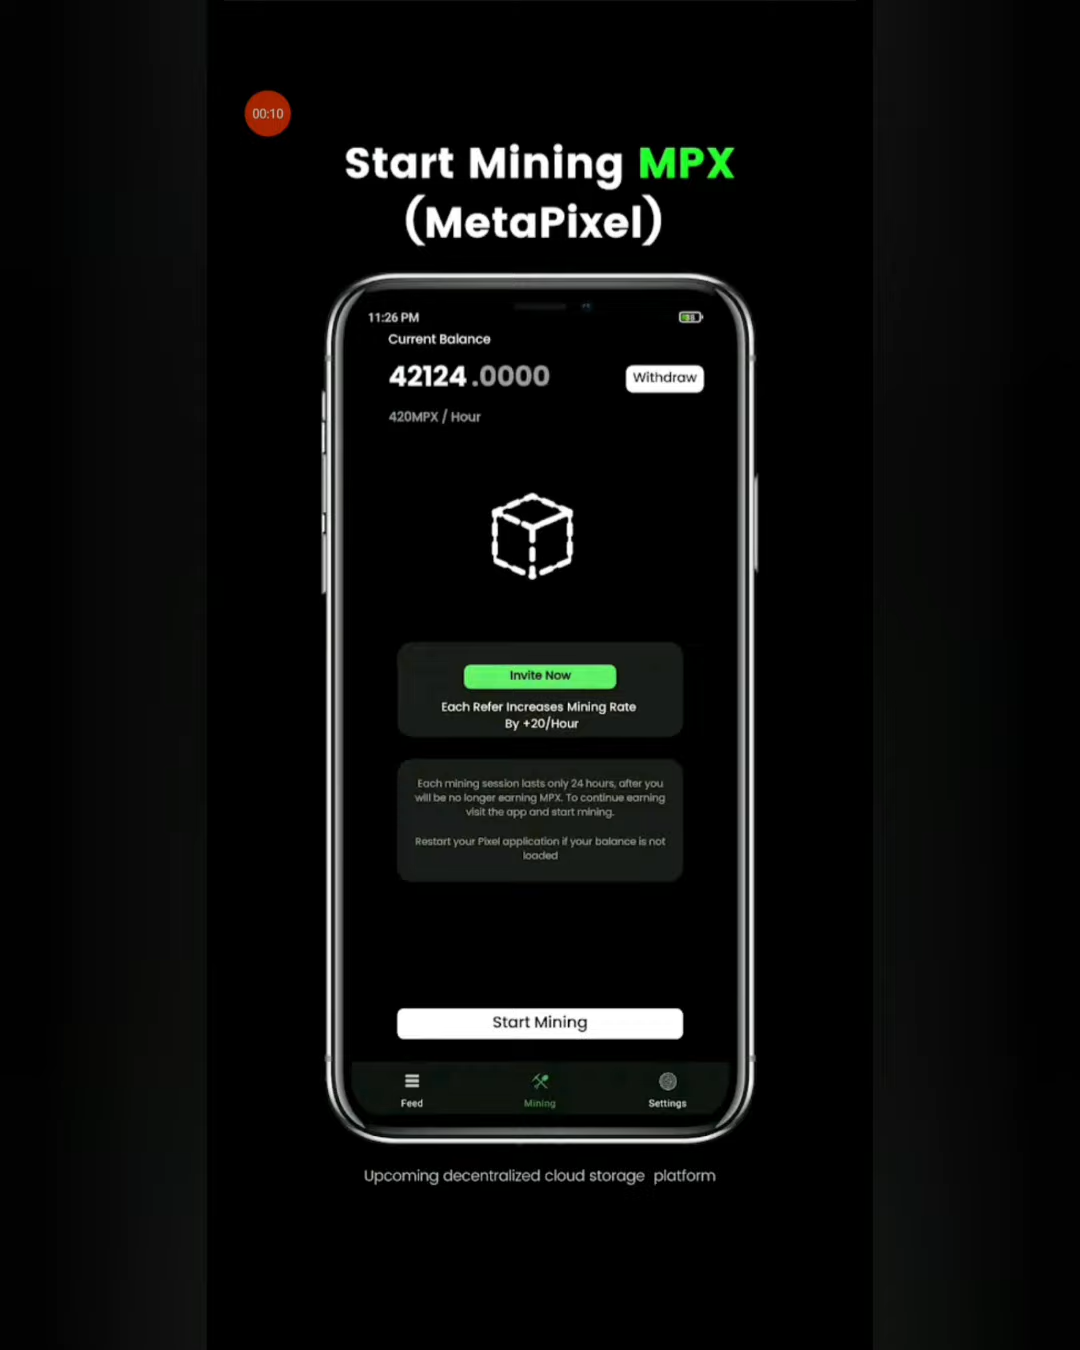 00:10
Start Mining MPX
(MetaPixel)
11:26 PM
Current Balance
42124.0000
Withdraw
420MPX / Hour
Invite Now
Each Refer Increases Mining Rate
By +20/Hour
Each mining session lasts only 24 hours, after you
will be no longer earning MPX. To continue earning
visit the app and start mining.
Restart your Pixel application if your balance is not
loaded
Start Mining
Feed
Mining
Settings
Upcoming decentralized cloud storage platform